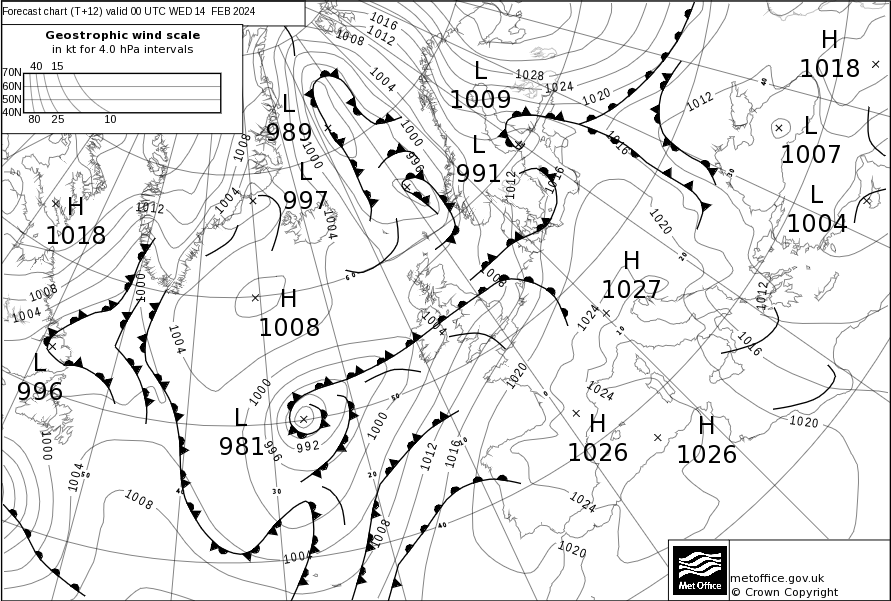 Forecast chart (T+12) valid 00 UTC WED 14 FEB 2024
Geostrophic wind scale
in kt for 4.0 hPa intervals
40 15
70N
60N
50N
40N
80 25 10
1016
1012
1008
1004
1000
996
L
989
L
997
L
1009
1028
1024
1020
L
991
1012
1016
1016
H
1018
1012
40
30
L
1007
L
1004
H
1018
1012
1008
1004
1000
1004
1008
1004
1000
L
996
1004
H
1008
1008
1004
60
H
1027
1020
20
1012
1024
10
1016
1000
L
981
992
996
1000
50
1020
0
1024
H
1026
H
1026
1020
1012
1016
10
20
30
40
50
1000
1004
1008
1008
1004
40
1024
1020
Met Office
metoffice.gov.uk
© Crown Copyright